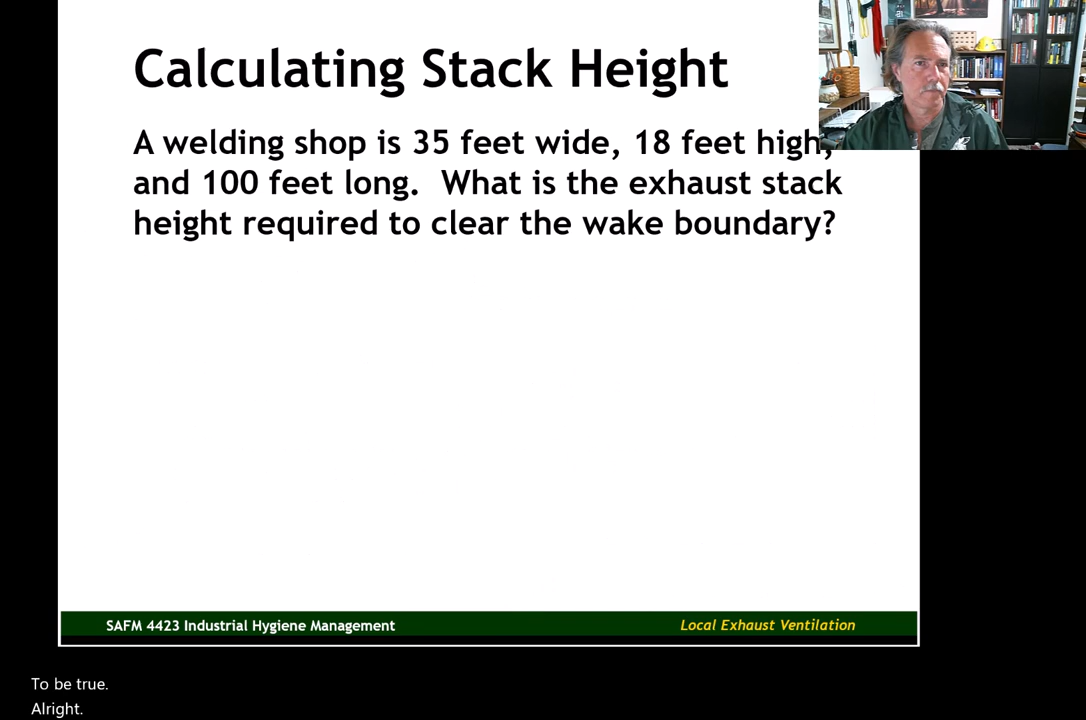 Calculating Stack Height
A welding shop is 35 feet wide, 18 feet high,
and 100 feet long. What is the exhaust stack
height required to clear the wake boundary?
SAFM 4423 Industrial Hygiene Management
Local Exhaust Ventilation
To be true.
Alright.